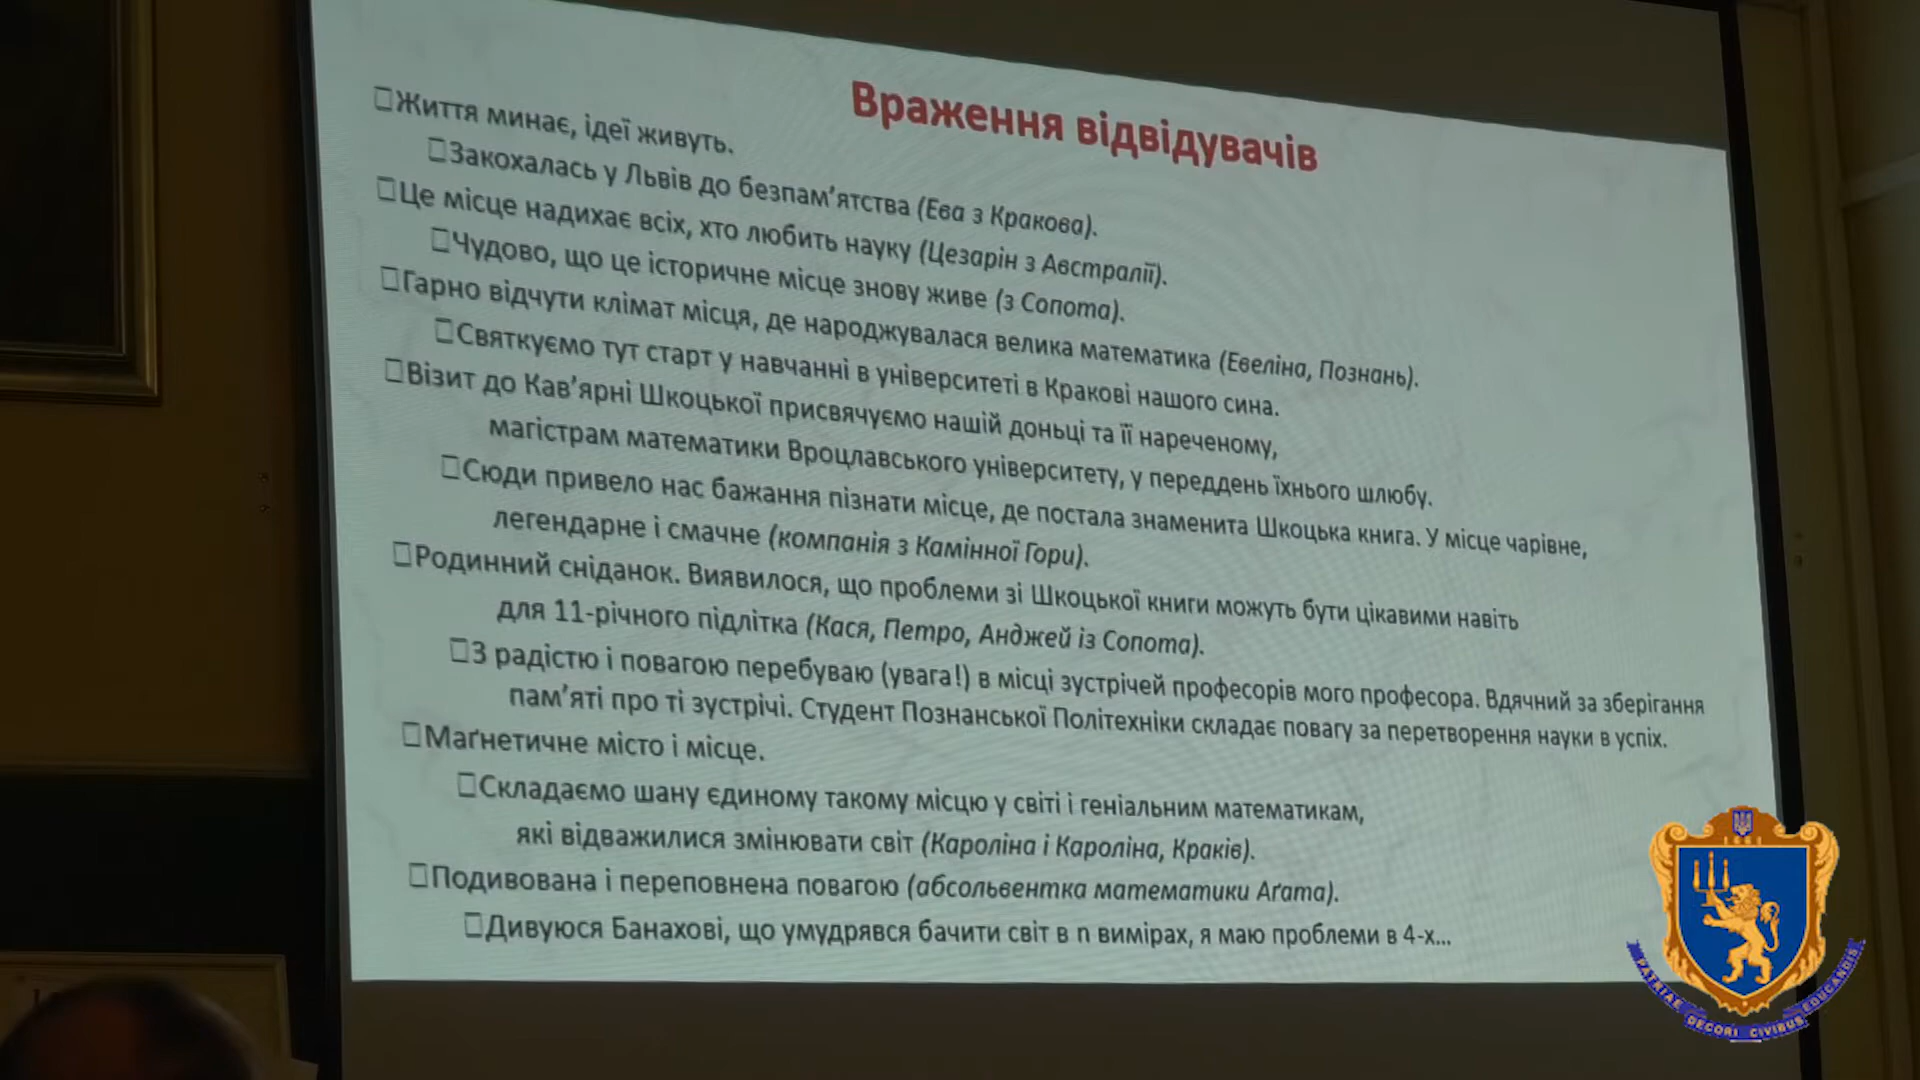 Враження відвідувачів
Життя минає, ідеї живуть.
Закохалась у Львів до безпам’ятства (Ева з Кракова).
Це місце надихає всіх, хто любить науку (Цезарін з Австралії).
Чудово, що це історичне місце знову живе (з Сопота).
Гарно відчути клімат місця, де народжувалася велика математика (Евеліна, Познань).
Святкуємо тут старт у навчанні в університеті в Кракові нашого сина.
Візит до Кав’ярні Шкоцької присвячуємо нашій доньці та її нареченому,
магістрам математики Вроцлавського університету, у переддень їхнього шлюбу.
Сюди привело нас бажання пізнати місце, де постала знаменита Шкоцька книга. У місце чарівне,
легендарне і смачне (компанія з Камінної Гори).
Родинний сніданок. Виявилося, що проблеми зі Шкоцької книги можуть бути цікавими навіть
для 11-річного підлітка (Кася, Петро, Анджей із Сопота).
З радістю і повагою перебуваю (увага!) в місці зустрічей професорів мого професора. Вдячний за зберігання
пам’яті про ті зустрічі. Студент Познанської Політехніки складає повагу за перетворення науки в успіх.
Маґнетичне місто і місце.
Складаємо шану єдиному такому місцю у світі і геніальним математикам,
які відважилися змінювати світ (Кароліна і Кароліна, Краків).
Подивована і переповнена повагою (абсольвентка математики Аґата).
Дивуюся Банахові, що умудрявся бачити світ в n вимірах, я маю проблеми в 4-х...
PATRIAE DECORI CIVIBUS EDUCANDIS